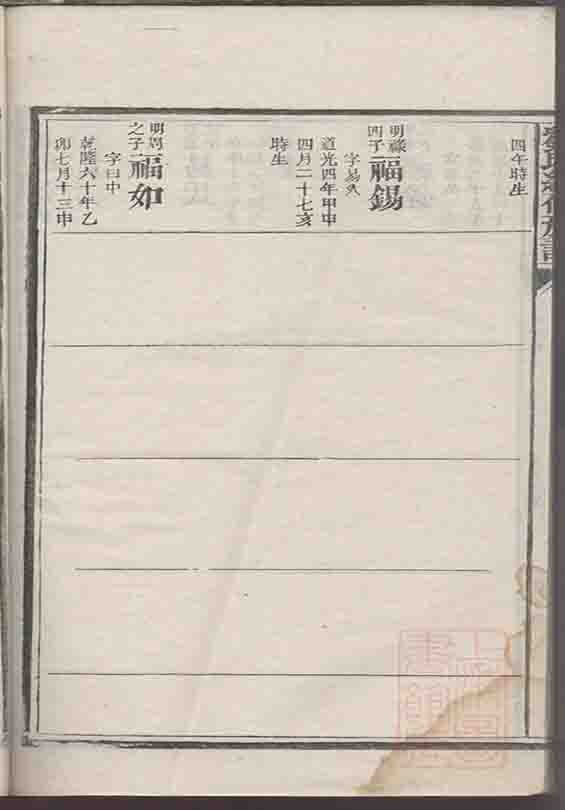 四午時生
明祿
四子
福錫
字易久
道光四年甲申
四月二十七亥
時生
明周
之子
福如
字曰中
乾隆六十年乙
卯七月十三申